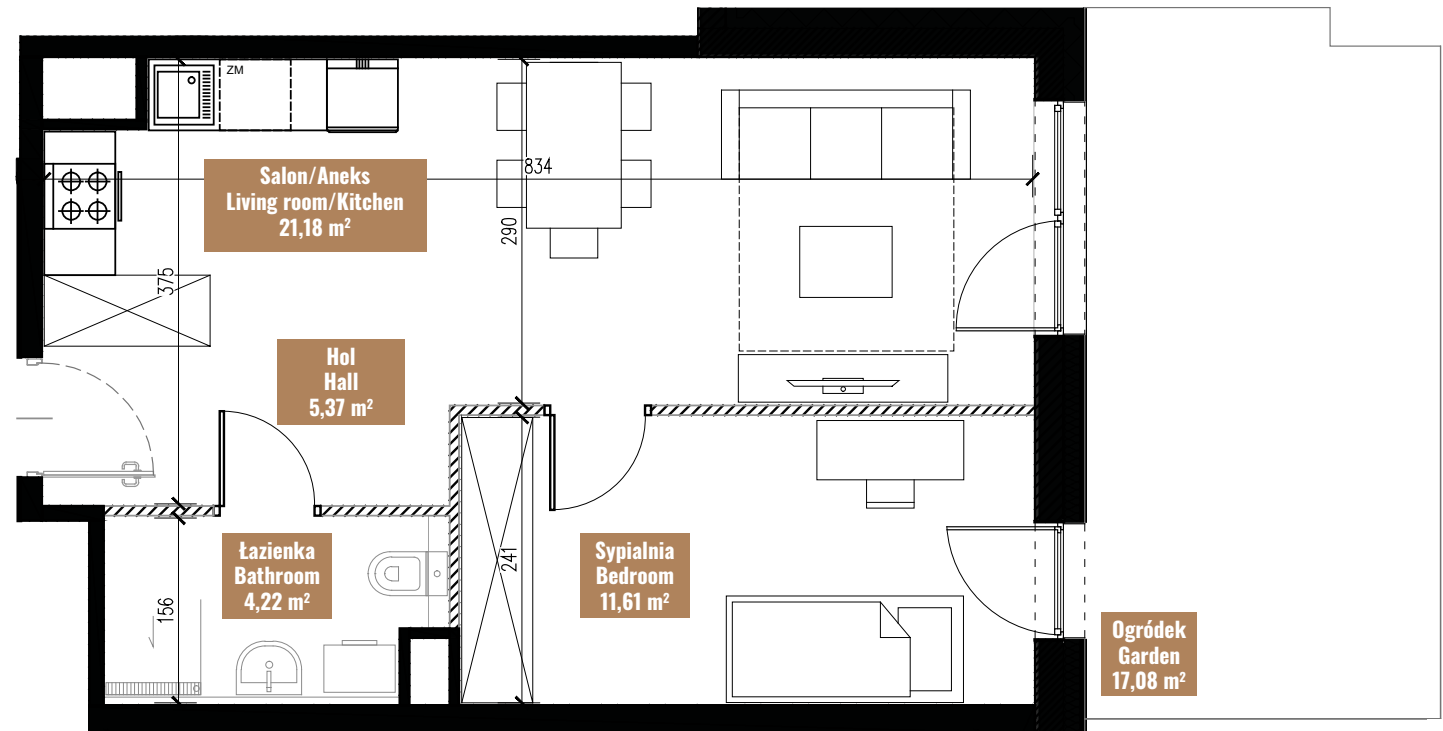 ZM
Salon/Aneks
Living room/Kitchen
21,18 m²
834
290
375
Hol
Hall
5,37 m²
Łazienka
Bathroom
4,22 m²
156
241
Sypialnia
Bedroom
11,61 m²
Ogródek
Garden
17,08 m²